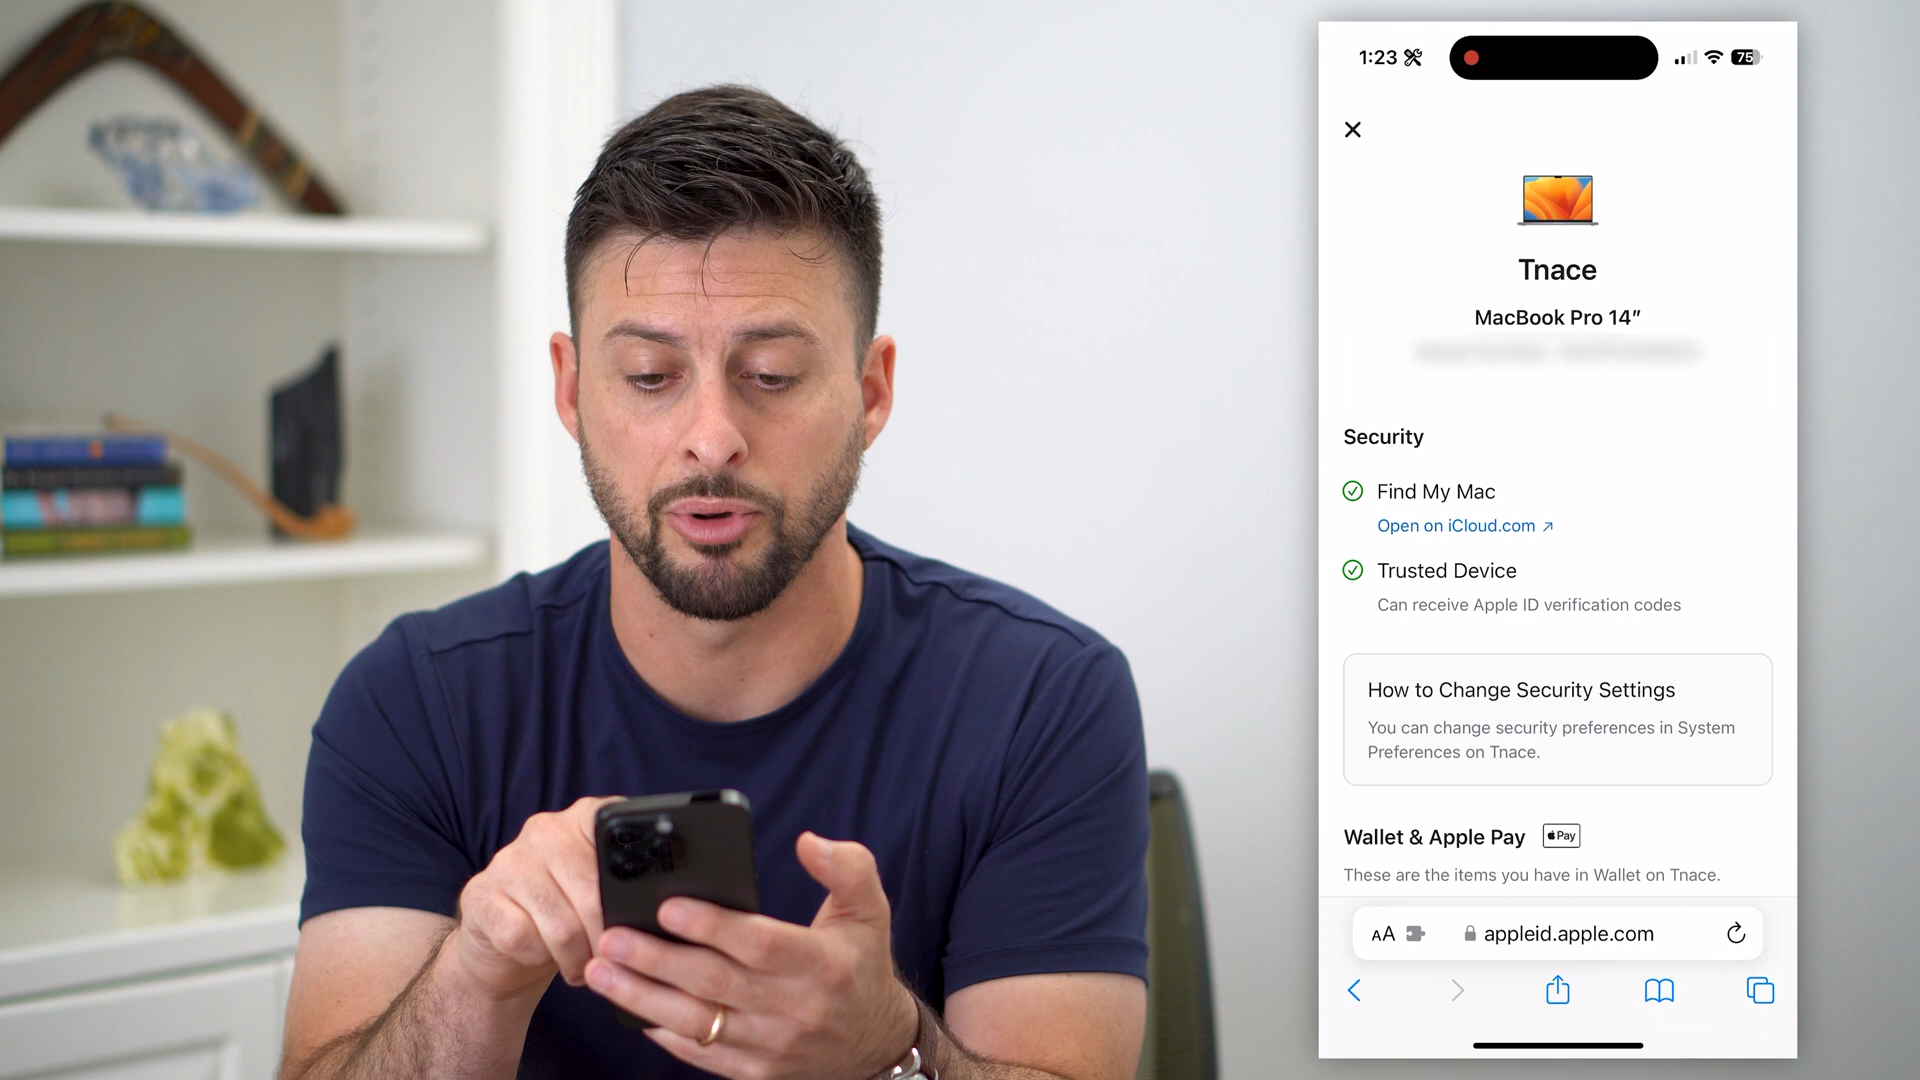 1:23
75
Tnace
MacBook Pro 14”
Security
Find My Mac
Open on iCloud.com ↗
Trusted Device
Can receive Apple ID verification codes
How to Change Security Settings
You can change security preferences in System
Preferences on Tnace.
Wallet & Apple Pay
Pay
These are the items you have in Wallet on Tnace.
AA
appleid.apple.com